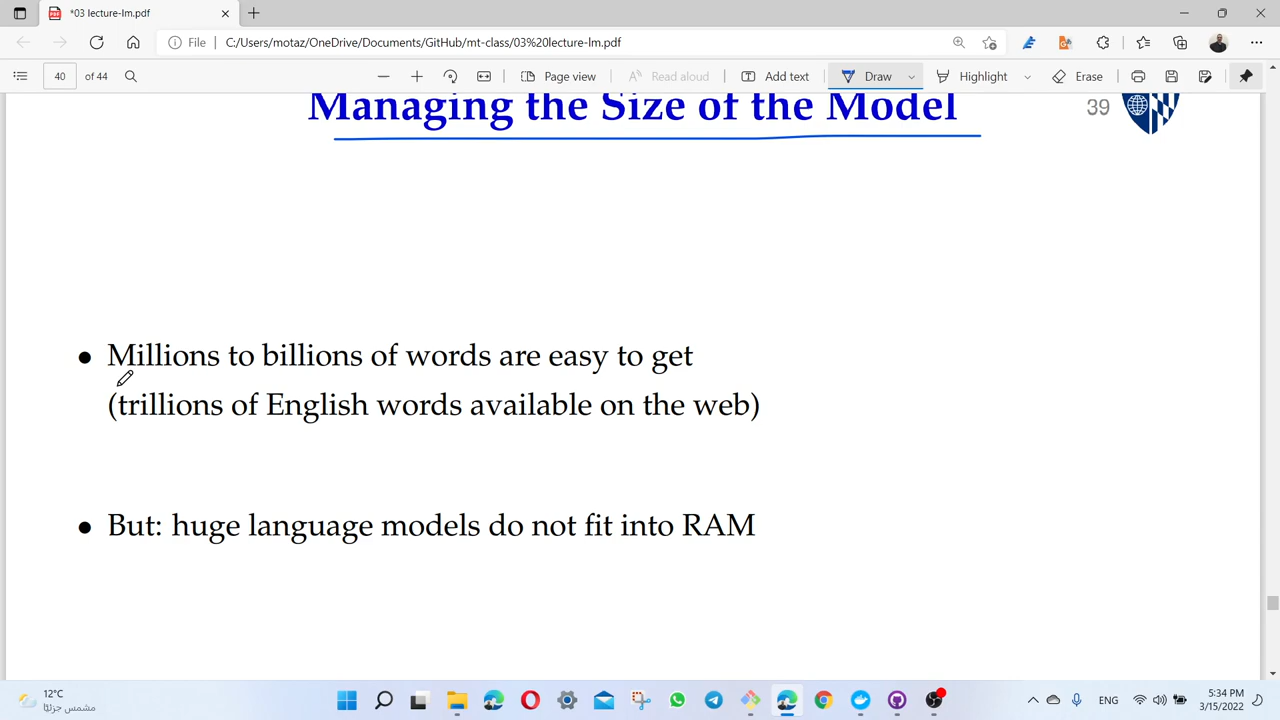 *03 lecture-lm.pdf
File C:/Users/motaz/OneDrive/Documents/GitHub/mt-class/03%20lecture-lm.pdf
40 of 44 Page view Read aloud Add text Draw Highlight Erase
Managing the Size of the Model 39
• Millions to billions of words are easy to get
(trillions of English words available on the web)
• But: huge language models do not fit into RAM
12°C
مشمس جزئيًا
ENG
5:34 PM
3/15/2022